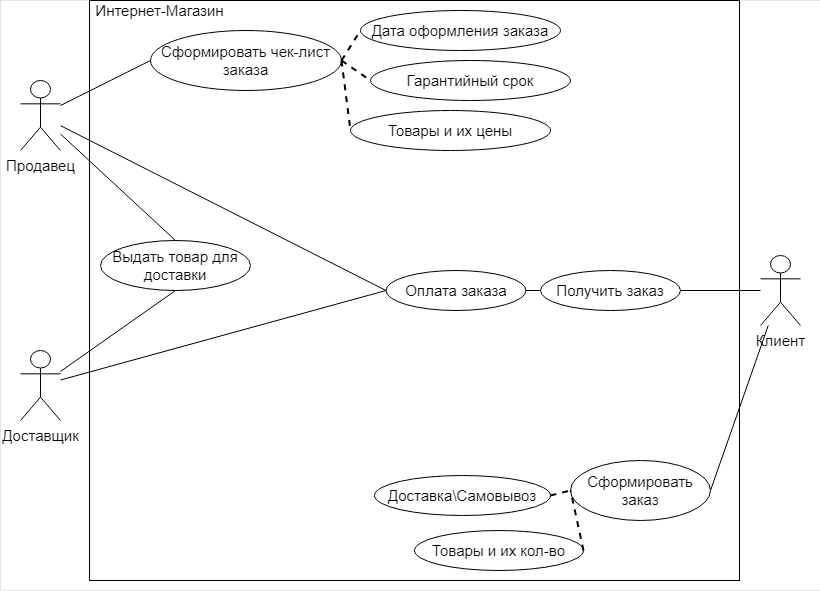 Интернет-Магазин
Сформировать чек-лист
заказа
Дата оформления заказа
Гарантийный срок
Товары и их цены
Продавец
Выдать товар для
доставки
Оплата заказа
Получить заказ
Клиент
Доставщик
Сформировать
заказ
Доставка\Самовывоз
Товары и их кол-во